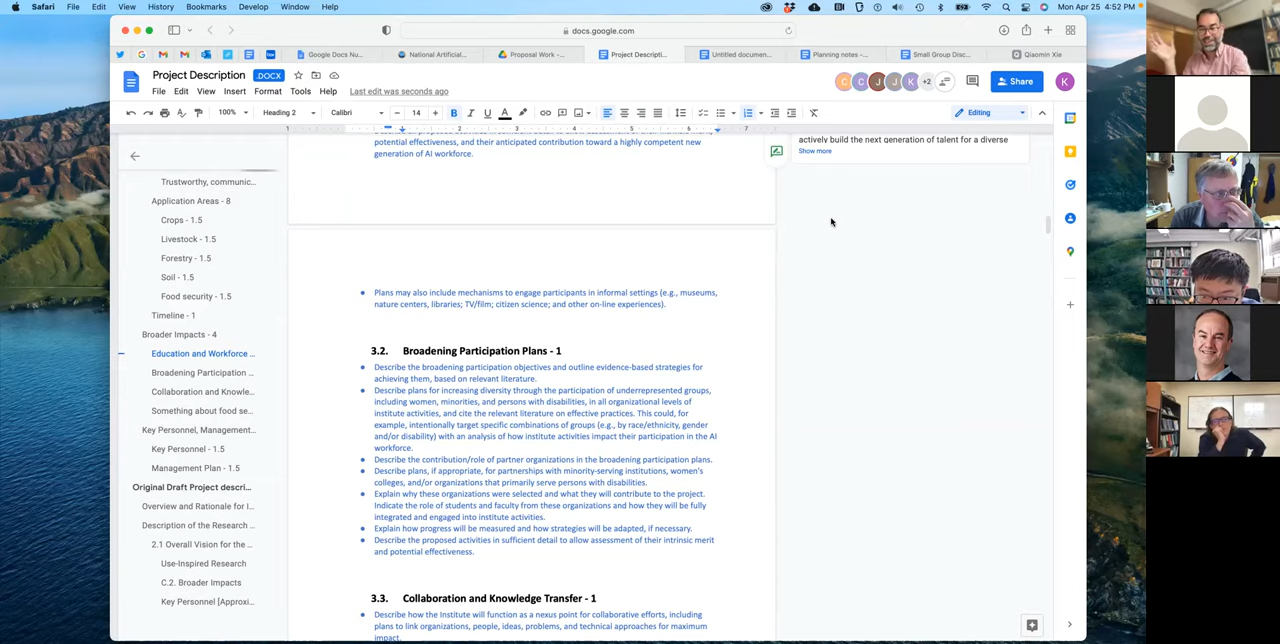 Safari File Edit View History Bookmarks Develop Window Help
Mon Apr 25 4:52 PM
docs.google.com
Google Docs Nu...
National Artificial...
Proposal Work -...
Project Descripti...
Untitled documen...
Planning notes -...
Small Group Disc...
Qiaomin Xie
Project Description .DOCX
File Edit View Insert Format Tools Help
Last edit was seconds ago
C C J J K +2
Share
K
100% Heading 2 Calibri 14 B I U A
Editing
1 1 2 3 4 5 6 7
Trustworthy, communic...
Application Areas - 8
Crops - 1.5
Livestock - 1.5
Forestry - 1.5
Soil - 1.5
Food security - 1.5
Timeline - 1
Broader Impacts - 4
Education and Workforce ...
Broadening Participation ...
Collaboration and Knowle...
Something about food se...
Key Personnel, Management...
Key Personnel - 1.5
Management Plan - 1.5
Original Draft Project descri...
Overview and Rationale for I...
Description of the Research ...
2.1 Overall Vision for the ...
Use-Inspired Research
C.2. Broader Impacts
Key Personnel [Approxi...
potential effectiveness, and their anticipated contribution toward a highly competent new
generation of AI workforce.
actively build the next generation of talent for a diverse
Show more
• Plans may also include mechanisms to engage participants in informal settings (e.g., museums,
nature centers, libraries; TV/film; citizen science; and other on-line experiences).
3.2. Broadening Participation Plans - 1
• Describe the broadening participation objectives and outline evidence-based strategies for
achieving them, based on relevant literature.
• Describe plans for increasing diversity through the participation of underrepresented groups,
including women, minorities, and persons with disabilities, in all organizational levels of
institute activities, and cite the relevant literature on effective practices. This could, for
example, intentionally target specific combinations of groups (e.g., by race/ethnicity, gender
and/or disability) with an analysis of how institute activities impact their participation in the AI
workforce.
• Describe the contribution/role of partner organizations in the broadening participation plans.
• Describe plans, if appropriate, for partnerships with minority-serving institutions, women's
colleges, and/or organizations that primarily serve persons with disabilities.
• Explain why these organizations were selected and what they will contribute to the project.
Indicate the role of students and faculty from these organizations and how they will be fully
integrated and engaged into institute activities.
• Explain how progress will be measured and how strategies will be adapted, if necessary.
• Describe the proposed activities in sufficient detail to allow assessment of their intrinsic merit
and potential effectiveness.
3.3. Collaboration and Knowledge Transfer - 1
• Describe how the Institute will function as a nexus point for collaborative efforts, including
plans to link organizations, people, ideas, problems, and technical approaches for maximum
impact.